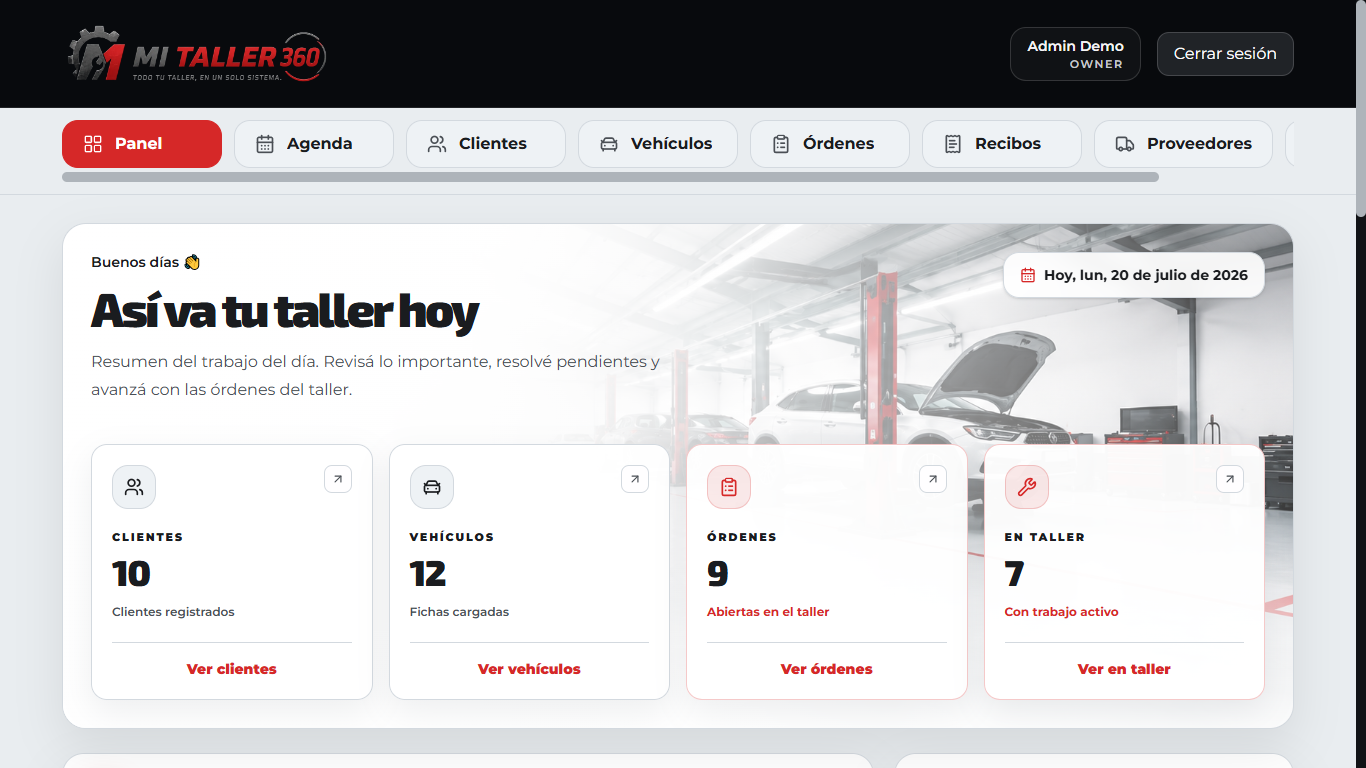 MI TALLER 360
TODO TU TALLER, EN UN SOLO SISTEMA.
Admin Demo
OWNER
Cerrar sesión
Panel
Agenda
Clientes
Vehículos
Órdenes
Recibos
Proveedores
Buenos días 👏
Hoy, lun, 20 de julio de 2026
Así va tu taller hoy
Resumen del trabajo del día. Revisá lo importante, resolvé pendientes y
avanzá con las órdenes del taller.
CLIENTES
10
Clientes registrados
Ver clientes
VEHÍCULOS
12
Fichas cargadas
Ver vehículos
ÓRDENES
9
Abiertas en el taller
Ver órdenes
EN TALLER
7
Con trabajo activo
Ver en taller